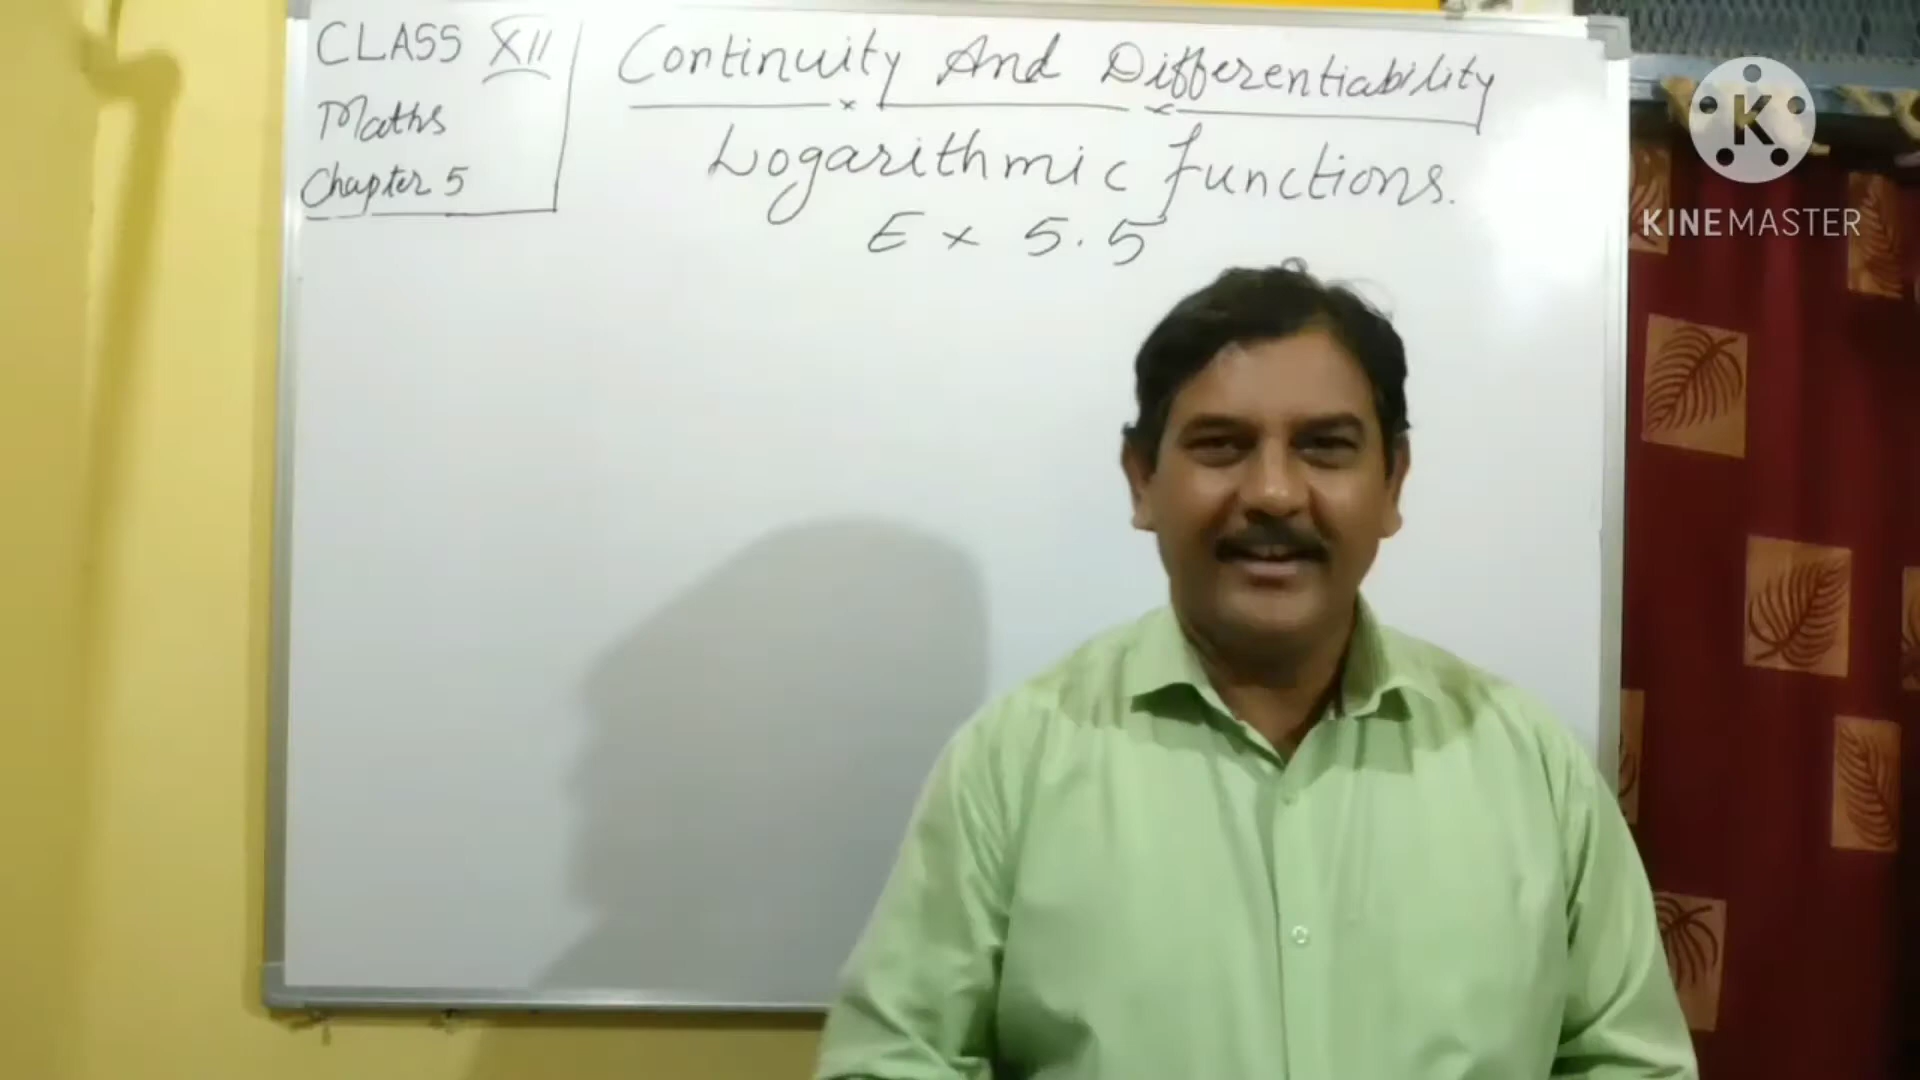 CLASS XII
Maths
Chapter 5
Continuity And Differentiability
Logarithmic functions.
Ex 5.5
K
KINEMASTER